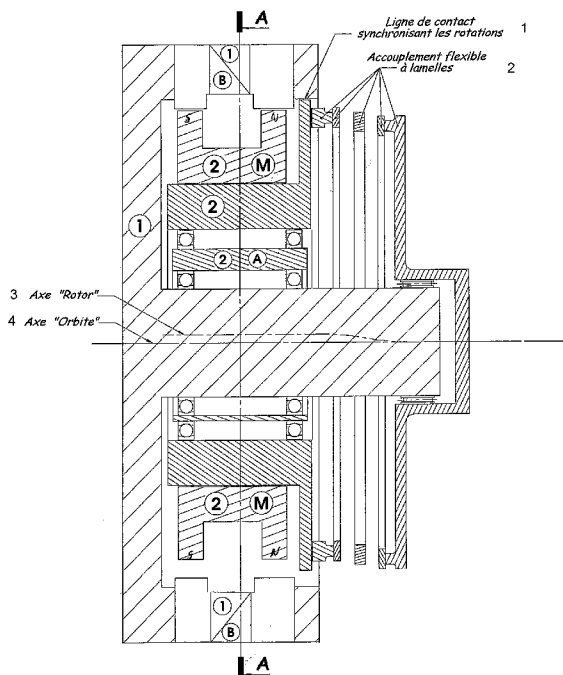 A
Ligne de contact 1
synchronisant les rotations
1
B
Accouplement flexible
à lamelles 2
S N
2 M
2
1
2 A
3 Axe "Rotor"
4 Axe "Orbite"
2 M
S N
1
B
A